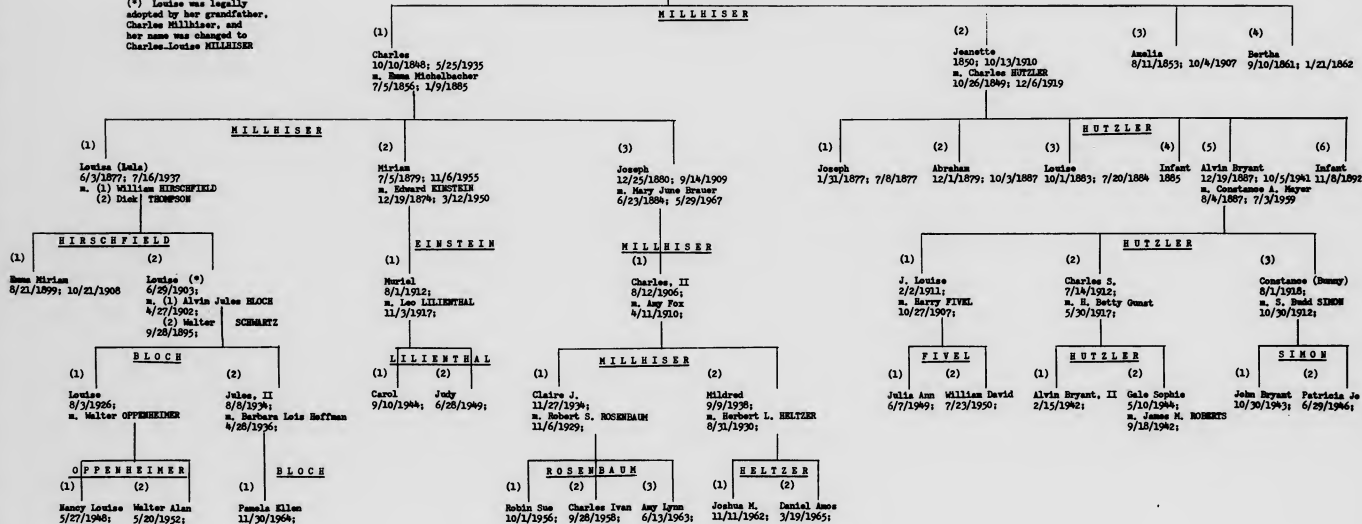 (*) Louise was legally
adopted by her grandfather,
Charles Millhiser, and
her name was changed to
Charles-Louise MILLHISER
MILLHISER
(1)
Charles
10/10/1848; 5/25/1935
m. Emma Michelbacher
7/5/1856; 1/9/1885
(2)
Jeanette
1850; 10/13/1910
m. Charles HUTZLER
10/26/1849; 12/6/1919
(3)
Amelia
8/11/1853; 10/4/1907
(4)
Bertha
9/10/1861; 1/21/1862
MILLHISER
(1)
Louisa (Lula)
6/3/1877; 7/16/1937
m. (1) William HIRSCHFIELD
(2) Dick THOMPSON
(2)
Miriam
7/5/1879; 11/6/1955
m. Edward EINSTEIN
12/19/1874; 3/12/1950
(3)
Joseph
12/25/1880; 9/14/1909
m. Mary June Brauer
6/23/1884; 5/29/1967
HUTZLER
(1)
Joseph
1/31/1877; 7/8/1877
(2)
Abraham
12/1/1879; 10/3/1887
(3)
Louise
10/1/1883; 7/20/1884
(4)
Infant
1885
(5)
Alvin Bryant
12/19/1887; 10/5/1941
m. Constance A. Mayer
8/4/1887; 7/3/1959
(6)
Infant
11/8/1892
HIRSCHFIELD
(1)
Emma Miriam
8/21/1899; 10/21/1908
(2)
Louise (*)
6/29/1903;
m. (1) Alvin Jules BLOCH
4/27/1902;
(2) Walter SCHWARTZ
9/28/1895;
EINSTEIN
(1)
Muriel
8/1/1912;
m. Leo LILIENTHAL
11/3/1917;
MILLHISER
(1)
Charles, II
8/12/1906;
m. Amy Fox
4/11/1910;
HUTZLER
(1)
J. Louise
2/2/1911;
m. Harry FIVEL
10/27/1907;
(2)
Charles S.
7/14/1912;
m. H. Betty Gunst
5/30/1917;
(3)
Constance (Bunny)
8/1/1918;
m. S. Budd SIMON
10/30/1912;
BLOCH
(1)
Louise
8/3/1926;
m. Walter OPPENHEIMER
(2)
Jules, II
8/8/1934;
m. Barbara Lois Hoffman
4/28/1936;
LILIENTHAL
(1)
Carol
9/10/1944;
(2)
Judy
6/28/1949;
MILLHISER
(1)
Claire J.
11/27/1934;
m. Robert S. ROSENBAUM
11/6/1929;
(2)
Mildred
9/9/1938;
m. Herbert L. HELTZER
8/31/1930;
FIVEL
(1)
Julia Ann
6/7/1949;
(2)
William David
7/23/1950;
HUTZLER
(1)
Alvin Bryant, II
2/15/1942;
(2)
Gale Sophie
5/10/1944;
m. James M. ROBERTS
9/18/1942;
SIMON
(1)
John Bryant
10/30/1943;
(2)
Patricia Jo
6/29/1946;
OPPENHEIMER
(1)
Nancy Louise
5/27/1948;
(2)
Walter Alan
5/20/1952;
BLOCH
(1)
Pamela Ellen
11/30/1964;
ROSENBAUM
(1)
Robin Sue
10/1/1956;
(2)
Charles Ivan
9/28/1958;
(3)
Amy Lynn
6/13/1963;
HELTZER
(1)
Joshua M.
11/11/1962;
(2)
Daniel Amos
3/19/1965;